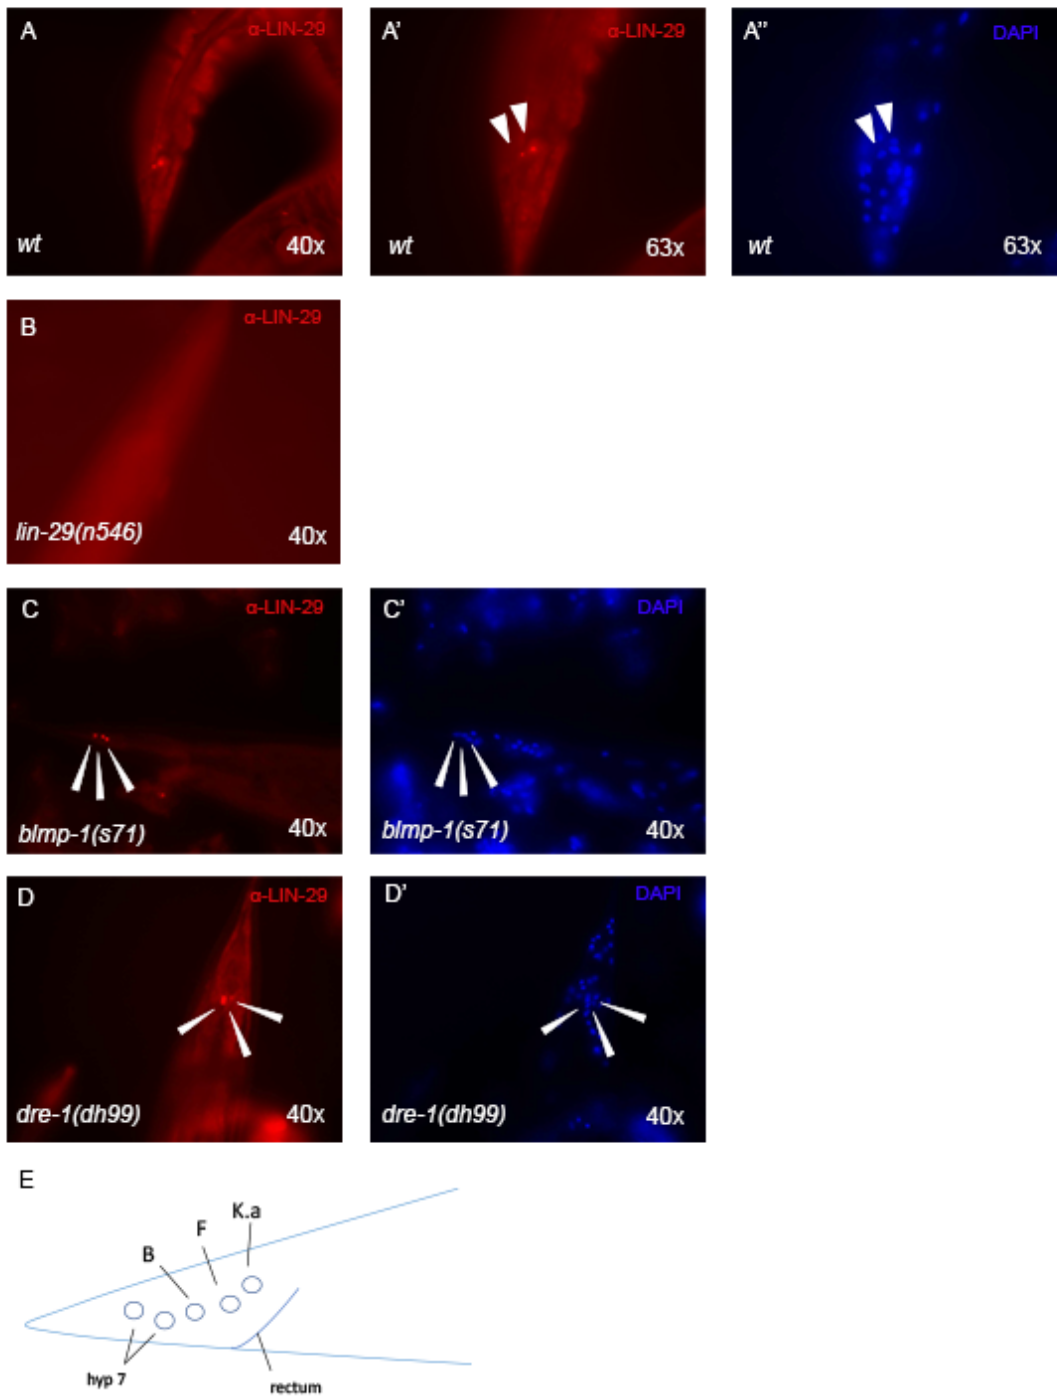 A α-LIN-29
wt 40x
A' α-LIN-29
wt 63x
A" DAPI
wt 63x
B α-LIN-29
lin-29(n546) 40x
C α-LIN-29
blmp-1(s71) 40x
C' DAPI
blmp-1(s71) 40x
D α-LIN-29
dre-1(dh99) 40x
D' DAPI
dre-1(dh99) 40x
E
K.a
F
B
hyp 7
rectum